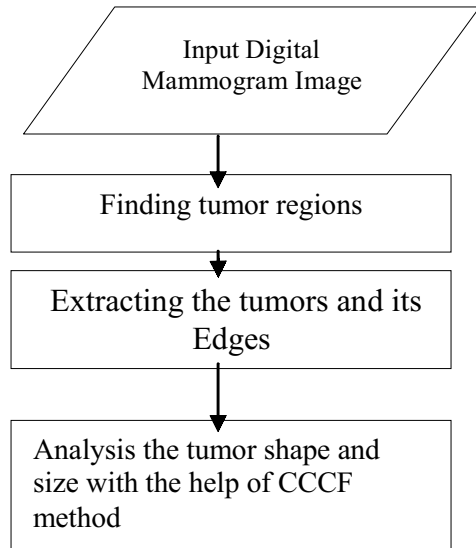 Input Digital
Mammogram Image
Finding tumor regions
Extracting the tumors and its
Edges
Analysis the tumor shape and
size with the help of CCCF
method